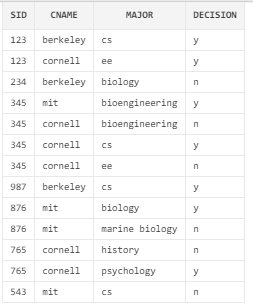 SID CNAME MAJOR DECISION
123 berkeley cs y
123 cornell ee y
234 berkeley biology n
345 mit bioengineering y
345 cornell bioengineering n
345 cornell cs y
345 cornell ee n
987 berkeley cs y
876 mit biology y
876 mit marine biology n
765 cornell history n
765 cornell psychology y
543 mit cs n